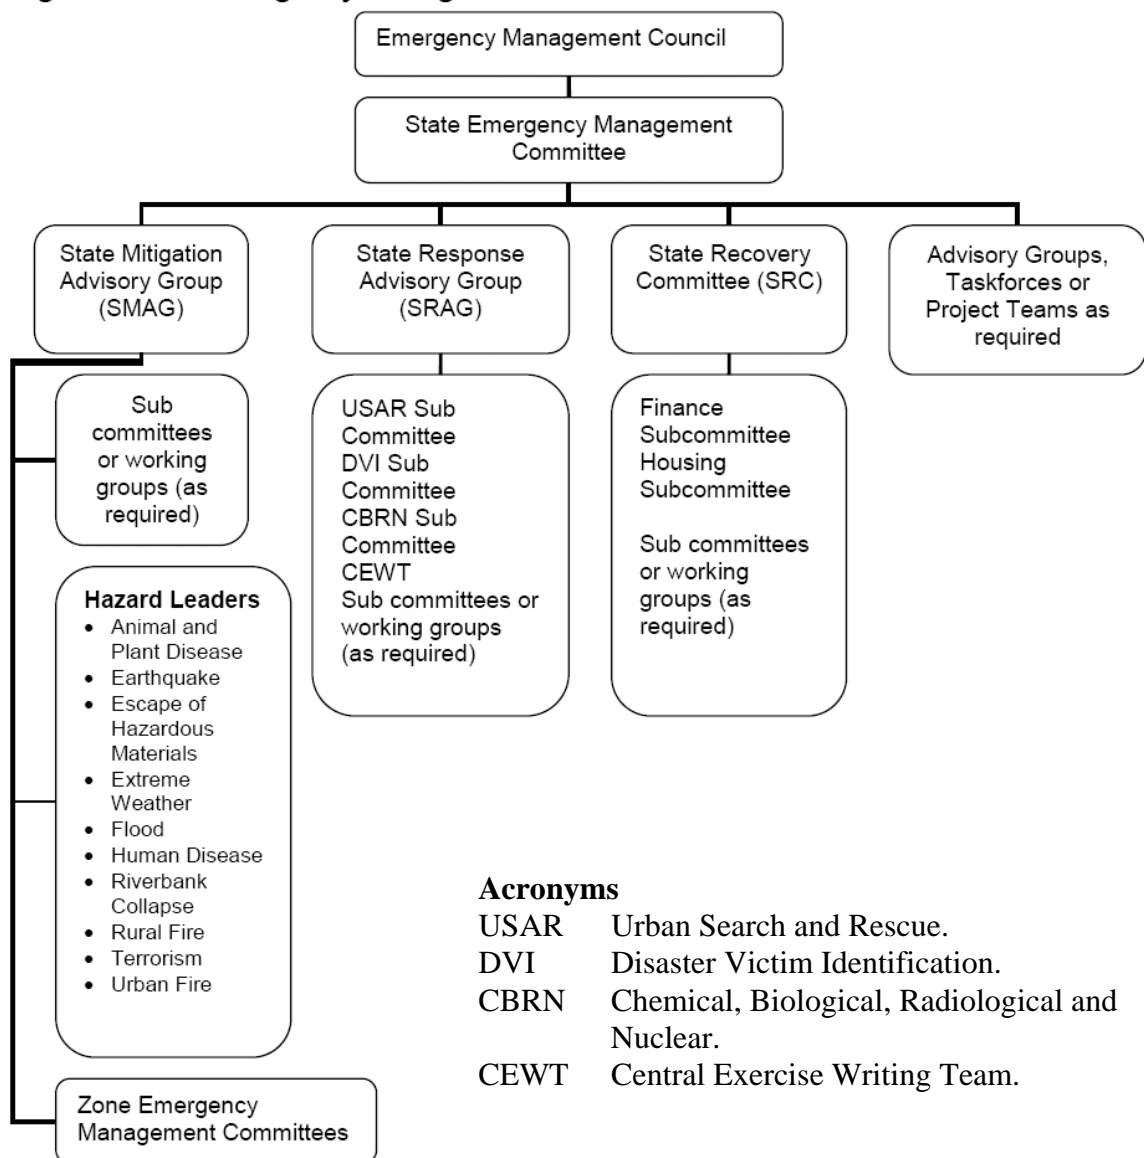 Emergency Management Council
State Emergency Management
Committee
State Mitigation
Advisory Group
(SMAG)
State Response
Advisory Group
(SRAG)
State Recovery
Committee (SRC)
Advisory Groups,
Taskforces or
Project Teams as
required
Sub
committees
or working
groups (as
required)
USAR Sub
Committee
DVI Sub
Committee
CBRN Sub
Committee
CEWT
Sub committees or
working groups
(as required)
Finance
Subcommittee
Housing
Subcommittee
Sub committees
or working
groups (as
required)
Hazard Leaders
• Animal and
Plant Disease
• Earthquake
• Escape of
Hazardous
Materials
• Extreme
Weather
• Flood
• Human Disease
• Riverbank
Collapse
• Rural Fire
• Terrorism
• Urban Fire
Zone Emergency
Management Committees
Acronyms
USAR Urban Search and Rescue.
DVI Disaster Victim Identification.
CBRN Chemical, Biological, Radiological and
Nuclear.
CEWT Central Exercise Writing Team.